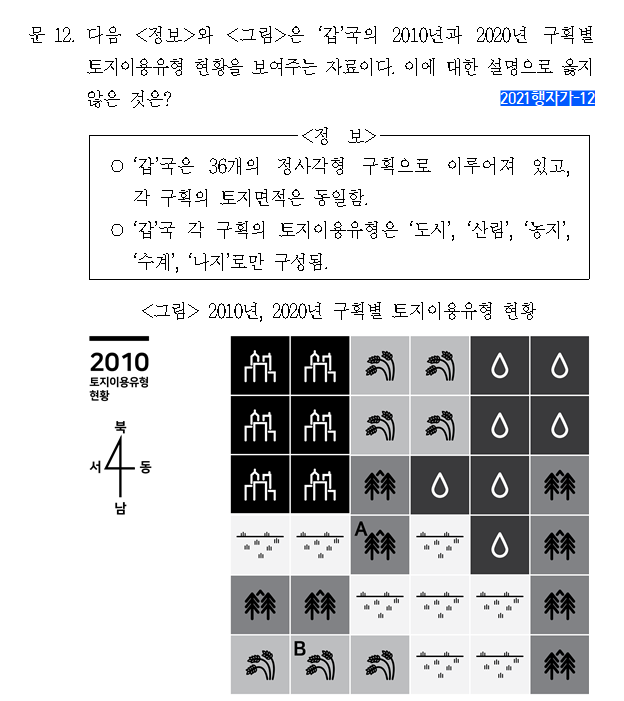 문 12. 다음 <정보>와 <그림>은 ‘갑’국의 2010년과 2020년 구획별
토지이용유형 현황을 보여주는 자료이다. 이에 대한 설명으로 옳지
않은 것은?
2021행자가-12
<정 보>
○ ‘갑’국은 36개의 정사각형 구획으로 이루어져 있고,
각 구획의 토지면적은 동일함.
○ ‘갑’국 각 구획의 토지이용유형은 ‘도시’, ‘산림’, ‘농지’,
‘수계’, ‘나지’로만 구성됨.
<그림> 2010년, 2020년 구획별 토지이용유형 현황
2010
토지이용유형
현황
북
서 동
남
A
B